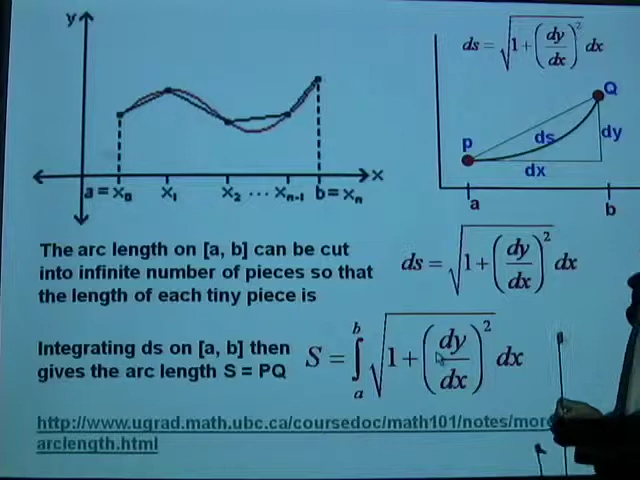 y
x
a = x₀ x₁ x₂ ... xₙ₋₁ b = xₙ
ds = √(1 + (dy/dx)²) dx
P Q
ds dy
dx
a b
The arc length on [a, b] can be cut
into infinite number of pieces so that
the length of each tiny piece is
ds = √(1 + (dy/dx)²) dx
Integrating ds on [a, b] then
gives the arc length S = PQ
S = ∫ₐᵇ √(1 + (dy/dx)²) dx
http://www.ugrad.math.ubc.ca/coursedoc/math101/notes/more
arclength.html